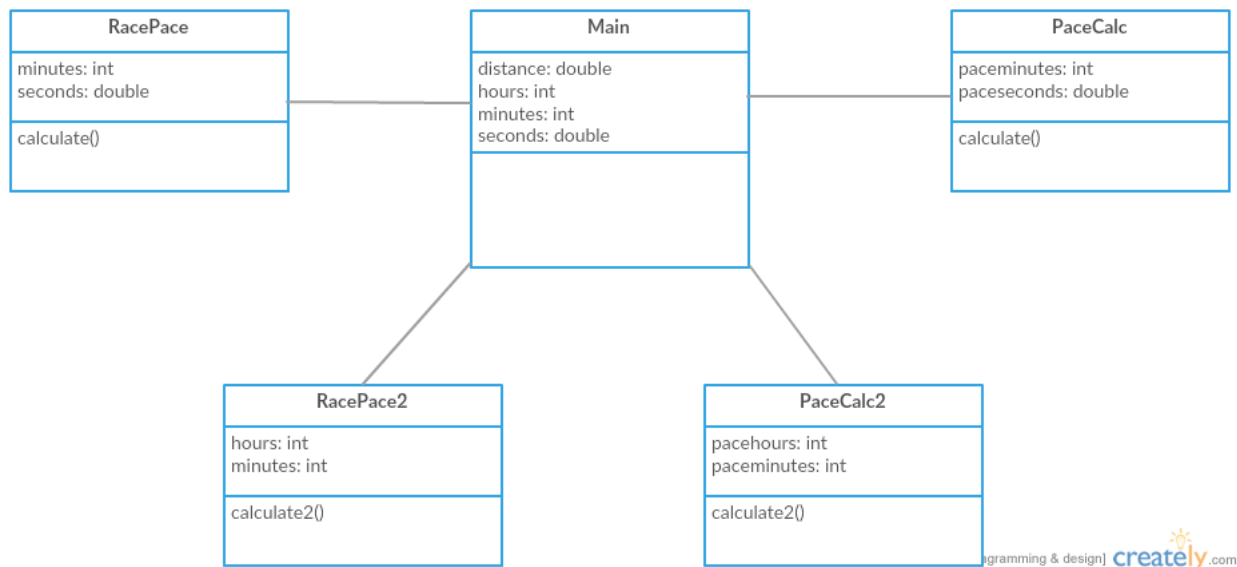 RacePace
minutes: int
seconds: double
calculate()
Main
distance: double
hours: int
minutes: int
seconds: double
PaceCalc
paceminutes: int
paceseconds: double
calculate()
RacePace2
hours: int
minutes: int
calculate2()
PaceCalc2
pacehours: int
paceminutes: int
calculate2()
& design] creately.com